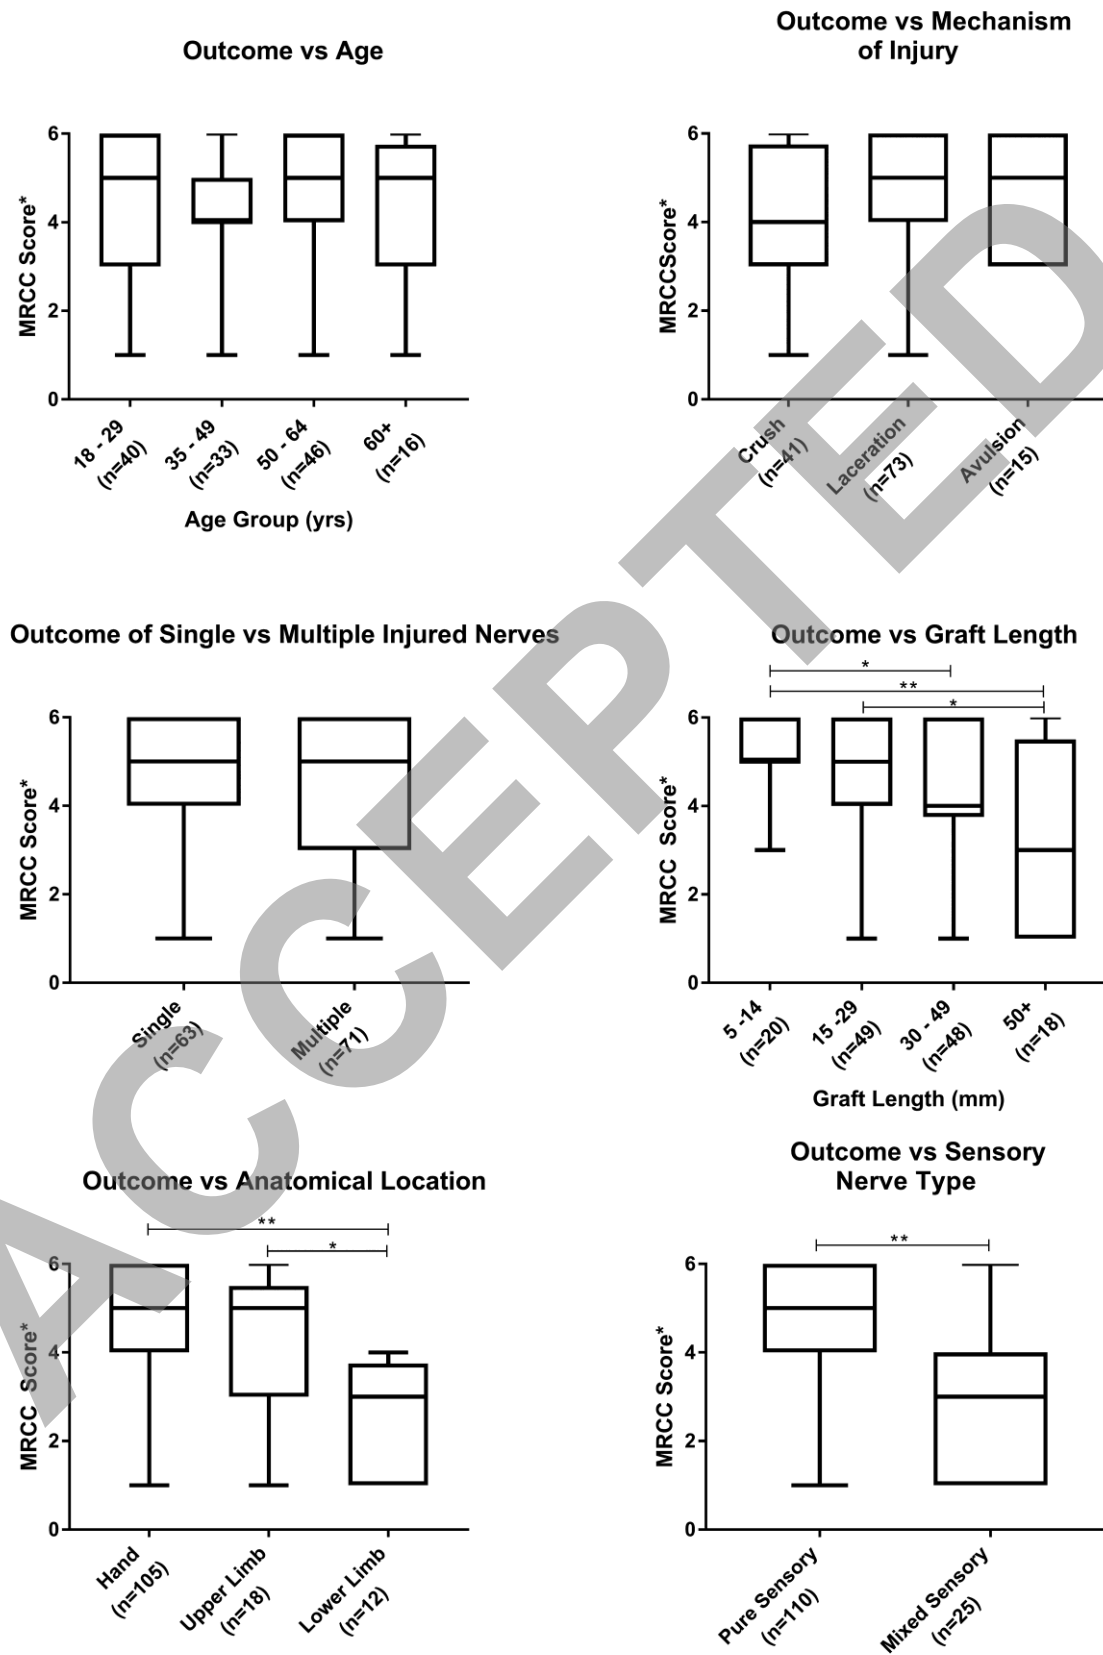 Outcome vs Age
6
4
2
0
MRCC Score*
18 - 29
(n=40)
35 - 49
(n=33)
50 - 64
(n=46)
60+
(n=16)
Age Group (yrs)
Outcome vs Mechanism
of Injury
6
4
2
0
MRCCScore*
Crush
(n=41)
Laceration
(n=73)
Avulsion
(n=15)
Outcome of Single vs Multiple Injured Nerves
6
4
2
0
MRCC Score*
Single
(n=63)
Multiple
(n=71)
Outcome vs Graft Length
*
**
*
6
4
2
0
MRCC Score*
5 -14
(n=20)
15 -29
(n=49)
30 - 49
(n=48)
50+
(n=18)
Graft Length (mm)
Outcome vs Anatomical Location
**
*
6
4
2
0
MRCC Score*
Hand
(n=105)
Upper Limb
(n=18)
Lower Limb
(n=12)
Outcome vs Sensory
Nerve Type
**
6
4
2
0
MRCC Score*
Pure Sensory
(n=110)
Mixed Sensory
(n=25)
ACCEPTED